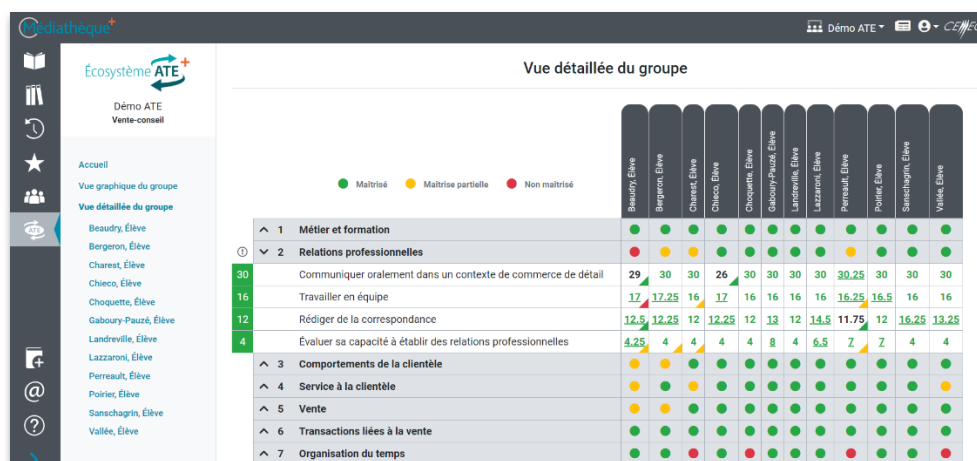 Médiathèque+
Démo ATE
CEMEQ
Écosystème ATE+
Démo ATE
Vente-conseil
Accueil
Vue graphique du groupe
Vue détaillée du groupe
Beaudry, Élève
Bergeron, Élève
Charest, Élève
Chieco, Élève
Choquette, Élève
Gaboury-Pauzé, Élève
Landreville, Élève
Lazzaroni, Élève
Perreault, Élève
Poirier, Élève
Sanschagrin, Élève
Vallée, Élève
ATE
Vue détaillée du groupe
Maîtrisé Maîtrise partielle Non maîtrisé
Beaudry, Élève
Bergeron, Élève
Charest, Élève
Chieco, Élève
Choquette, Élève
Gaboury-Pauzé, Élève
Landreville, Élève
Lazzaroni, Élève
Perreault, Élève
Poirier, Élève
Sanschagrin, Élève
Vallée, Élève
1 Métier et formation
2 Relations professionnelles
30 Communiquer oralement dans un contexte de commerce de détail 29 30 30 26 30 30 30 30 30.25 30 30 30
16 Travailler en équipe 17 17.25 16 17 16 16 16 16 16.25 16.5 16 16
12 Rédiger de la correspondance 12.5 12.25 12 12.25 12 13 12 14.5 11.75 12 16.25 13.25
4 Évaluer sa capacité à établir des relations professionnelles 4.25 4 4 4 4 8 4 6.5 7 7 4 4
3 Comportements de la clientèle
4 Service à la clientèle
5 Vente
6 Transactions liées à la vente
7 Organisation du temps